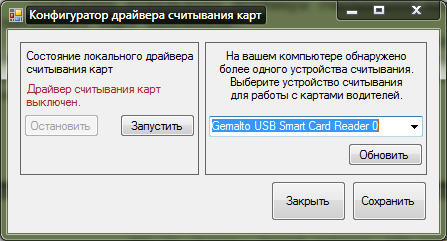 Конфигуратор драйвера считывания карт
Состояние локального драйвера
считывания карт
Драйвер считывания карт
выключен.
Остановить
Запустить
На вашем компьютере обнаружено
более одного устройства считывания.
Выберите устройство считывания
для работы с картами водителей.
Gemalto USB Smart Card Reader 0
Обновить
Закрыть
Сохранить